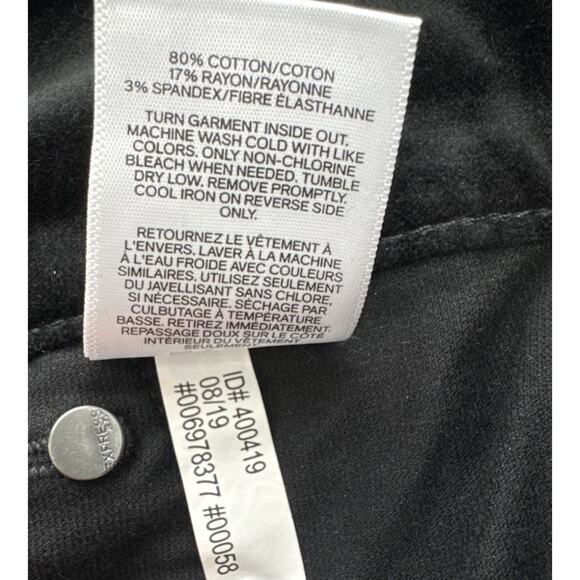 80% COTTON/COTON
17% RAYON/RAYONNE
3% SPANDEX/FIBRE ÉLASTHANNE
TURN GARMENT INSIDE OUT.
MACHINE WASH COLD WITH LIKE
COLORS. ONLY NON-CHLORINE
BLEACH WHEN NEEDED. TUMBLE
DRY LOW. REMOVE PROMPTLY.
COOL IRON ON REVERSE SIDE
ONLY.
RETOURNEZ LE VÊTEMENT À
L'ENVERS. LAVER À LA MACHINE
À L'EAU FROIDE AVEC COULEURS
SIMILAIRES. UTILISEZ SEULEMENT
DU JAVELLISANT SANS CHLORE,
SI NÉCESSAIRE. SÉCHAGE PAR
CULBUTAGE À TEMPÉRATURE
BASSE. RETIREZ IMMÉDIATEMENT.
REPASSAGE DOUX SUR LE CÔTÉ
INTÉRIEUR DU VÊTEMENT
SEULEMENT.
ID# 400419
08/19
#006978377 #00058
EXPRESS